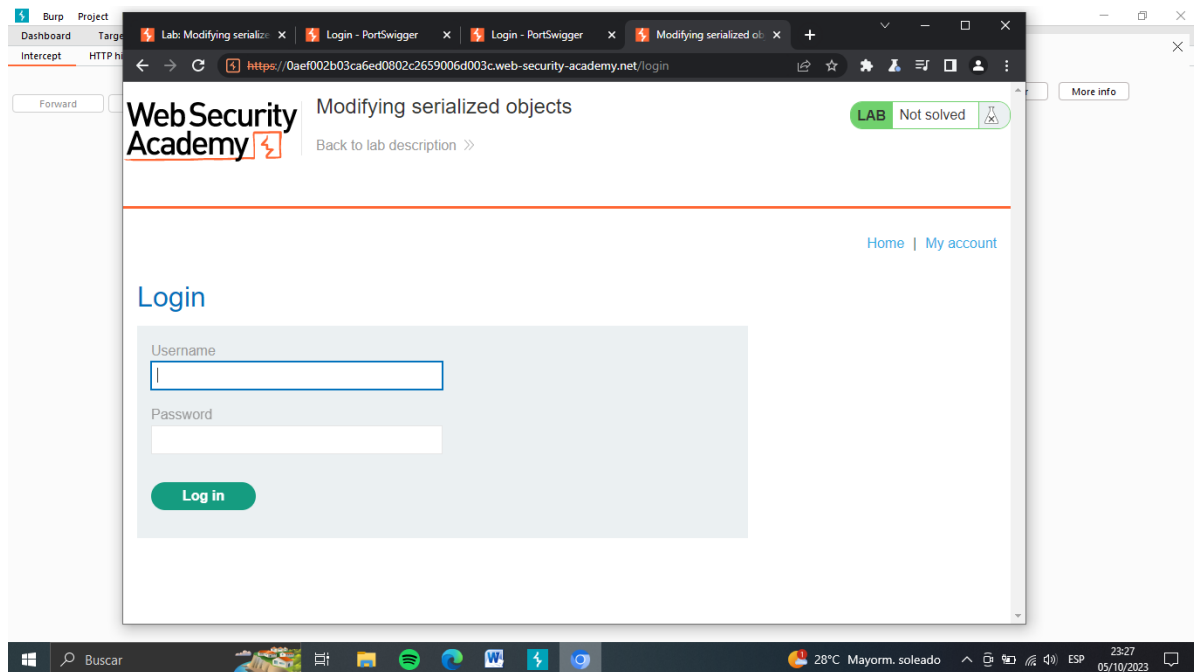 Burp Project
Dashboard Targe
Intercept HTTP hi
Forward
More info
Lab: Modifying serialize
Login - PortSwigger
Login - PortSwigger
Modifying serialized ob
https://0aef002b03ca6ed0802c2659006d003c.web-security-academy.net/login
Web Security
Academy
Modifying serialized objects
Back to lab description
LAB Not solved
Home | My account
Login
Username
Password
Log in
Buscar
28°C Mayorm. soleado
ESP
23:27
05/10/2023